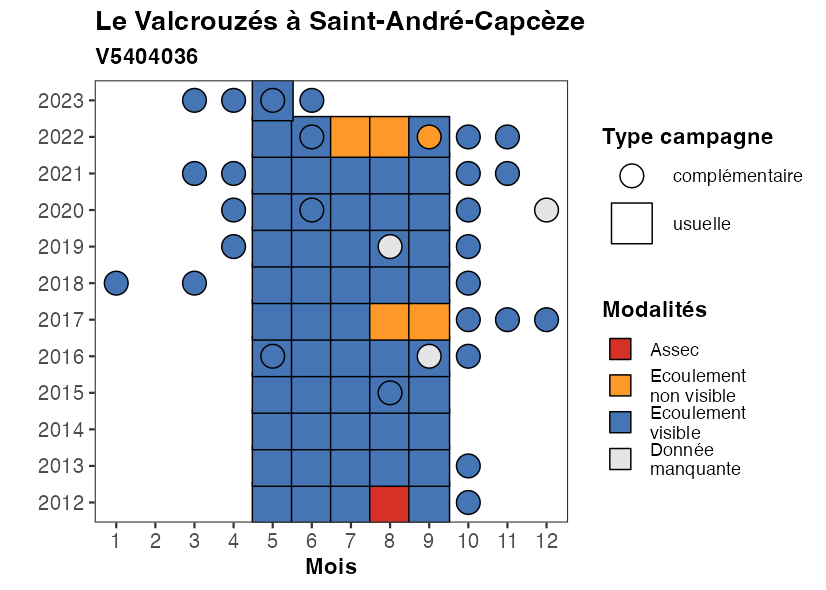 Le Valcrouzés à Saint-André-Capcèze
V5404036
2023
2022
2021
2020
2019
2018
2017
2016
2015
2014
2013
2012
1 2 3 4 5 6 7 8 9 10 11 12
Mois
Type campagne
complémentaire
usuelle
Modalités
Assec
Ecoulement
non visible
Ecoulement
visible
Donnée
manquante